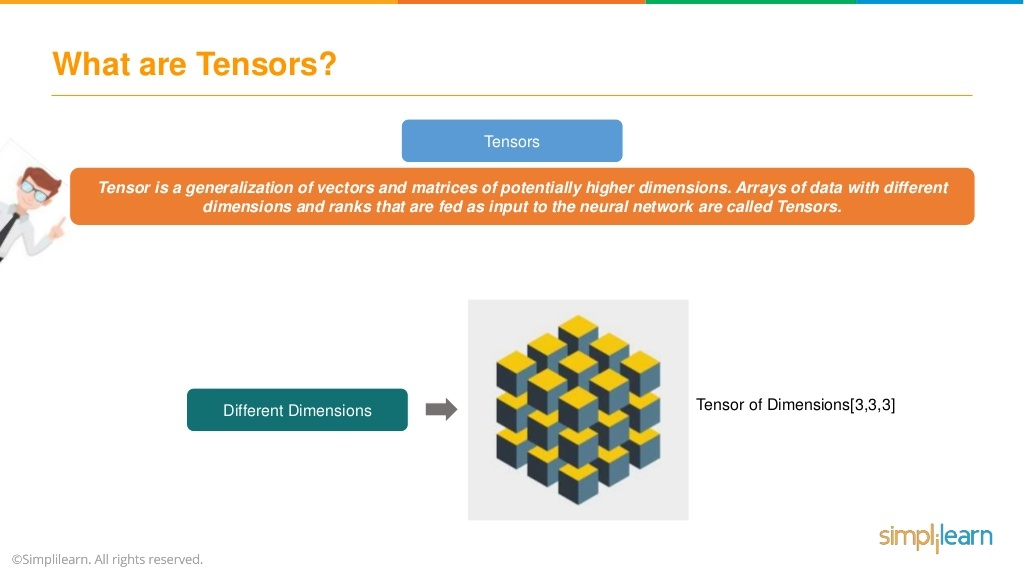 What are Tensors?
Tensors
Tensor is a generalization of vectors and matrices of potentially higher dimensions. Arrays of data with different
dimensions and ranks that are fed as input to the neural network are called Tensors.
Different Dimensions
Tensor of Dimensions[3,3,3]
simplilearn
©Simplilearn. All rights reserved.